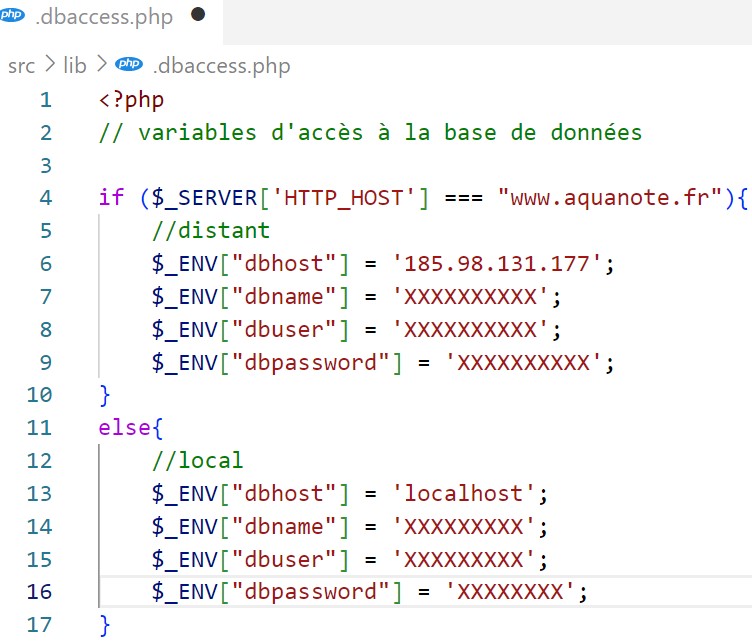 php .dbaccess.php ●
src > lib > php .dbaccess.php
1 <?php
2 // variables d'accès à la base de données
3
4 if ($_SERVER['HTTP_HOST'] === "www.aquanote.fr"){
5 //distant
6 $_ENV["dbhost"] = '185.98.131.177';
7 $_ENV["dbname"] = 'XXXXXXXXXX';
8 $_ENV["dbuser"] = 'XXXXXXXXXX';
9 $_ENV["dbpassword"] = 'XXXXXXXXXX';
10 }
11 else{
12 //local
13 $_ENV["dbhost"] = 'localhost';
14 $_ENV["dbname"] = 'XXXXXXXXX';
15 $_ENV["dbuser"] = 'XXXXXXXXX';
16 $_ENV["dbpassword"] = 'XXXXXXXX';
17 }